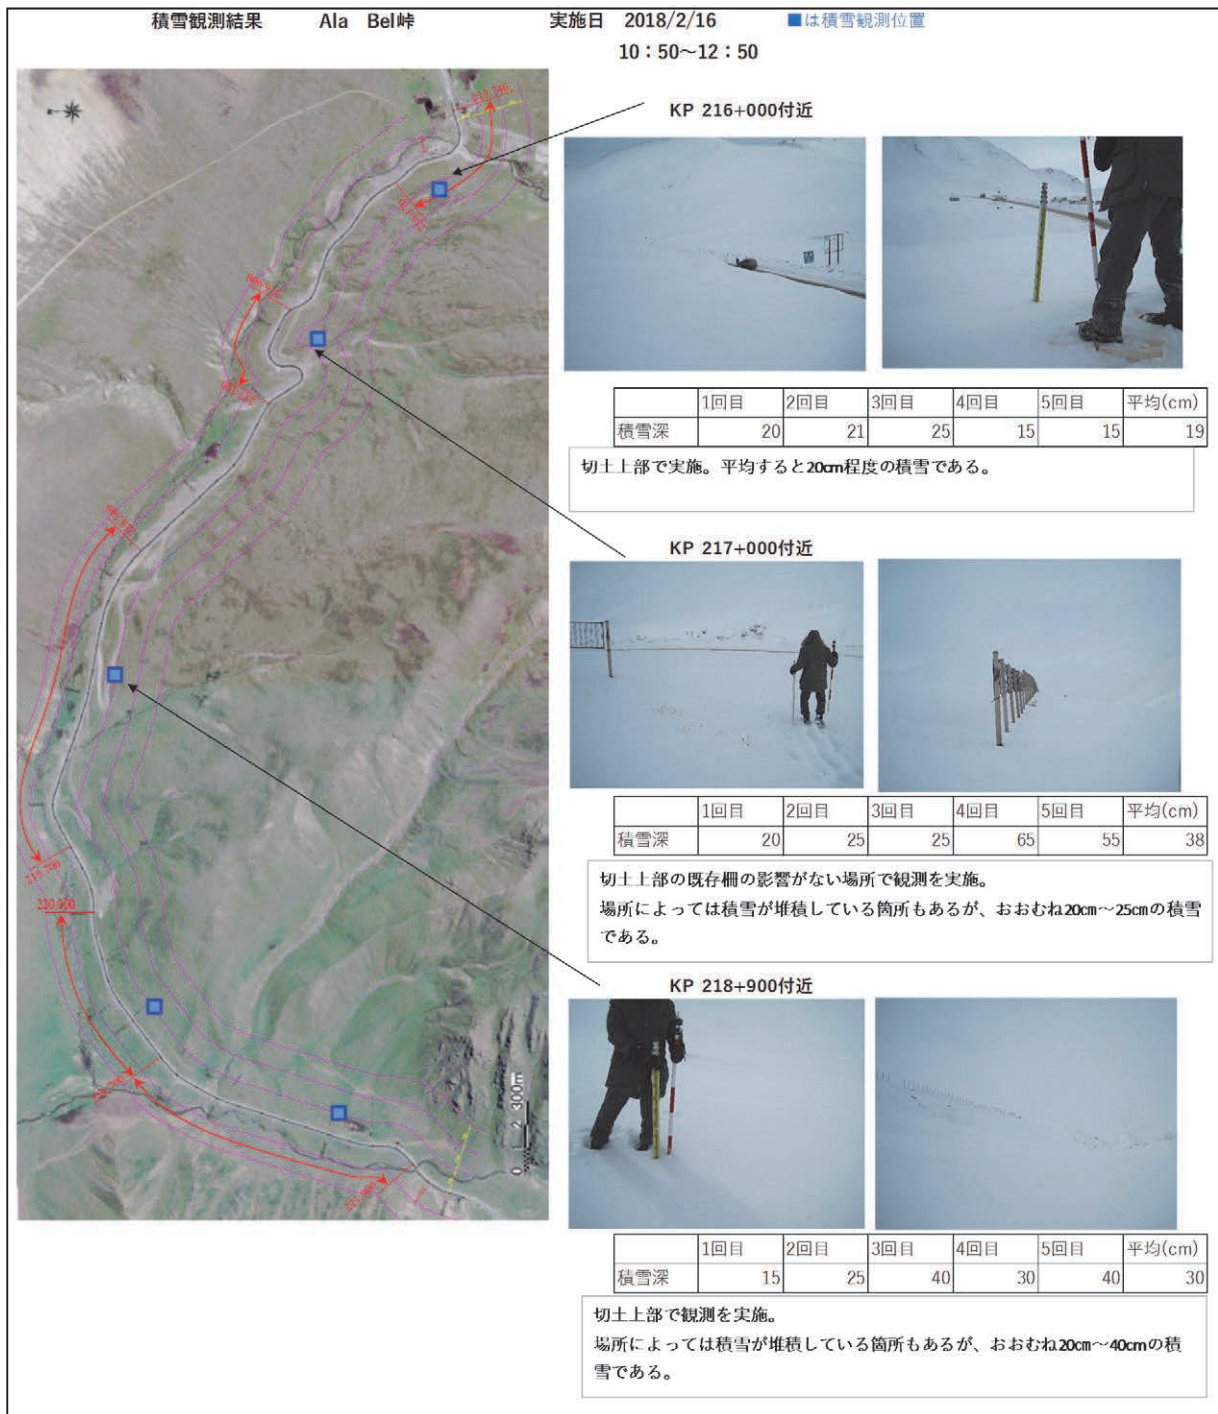 積雪観測結果 Ala Bel峠 実施日 2018/2/16 ■は積雪観測位置
10：50～12：50
KP 216+000付近
1回目 2回目 3回目 4回目 5回目 平均(cm)
積雪深 20 21 25 15 15 19
切土上部で実施。平均すると20cm程度の積雪である。
KP 217+000付近
1回目 2回目 3回目 4回目 5回目 平均(cm)
積雪深 20 25 25 65 55 38
切土上部の既存柵の影響がない場所で観測を実施。
場所によっては積雪が堆積している箇所もあるが、おおむね20cm～25cmの積雪
である。
KP 218+900付近
1回目 2回目 3回目 4回目 5回目 平均(cm)
積雪深 15 25 40 30 40 30
切土上部で観測を実施。
場所によっては積雪が堆積している箇所もあるが、おおむね20cm～40cmの積
雪である。
220.000
300m